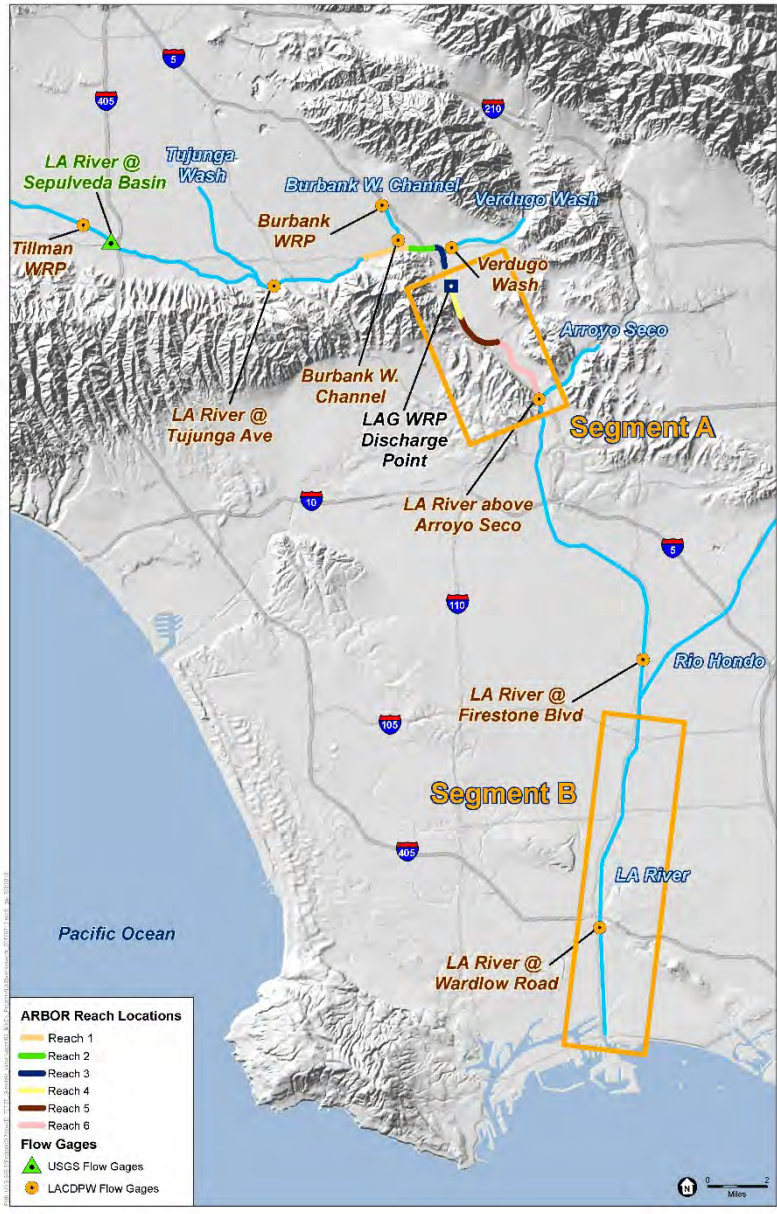 5
405
210
LA River @
Sepulveda Basin
Tujunga
Wash
Burbank W. Channel
Verdugo Wash
Burbank
WRP
Tillman
WRP
Verdugo
Wash
Arroyo Seco
LA River @
Tujunga Ave
Burbank W.
Channel
LAG WRP
Discharge
Point
Segment A
10
LA River above
Arroyo Seco
5
110
Rio Hondo
LA River @
Firestone Blvd
105
Segment B
405
LA River
Pacific Ocean
LA River @
Wardlow Road
ARBOR Reach Locations
Reach 1
Reach 2
Reach 3
Reach 4
Reach 5
Reach 6
Flow Gages
USGS Flow Gages
LACDPW Flow Gages
N
0 2
Miles